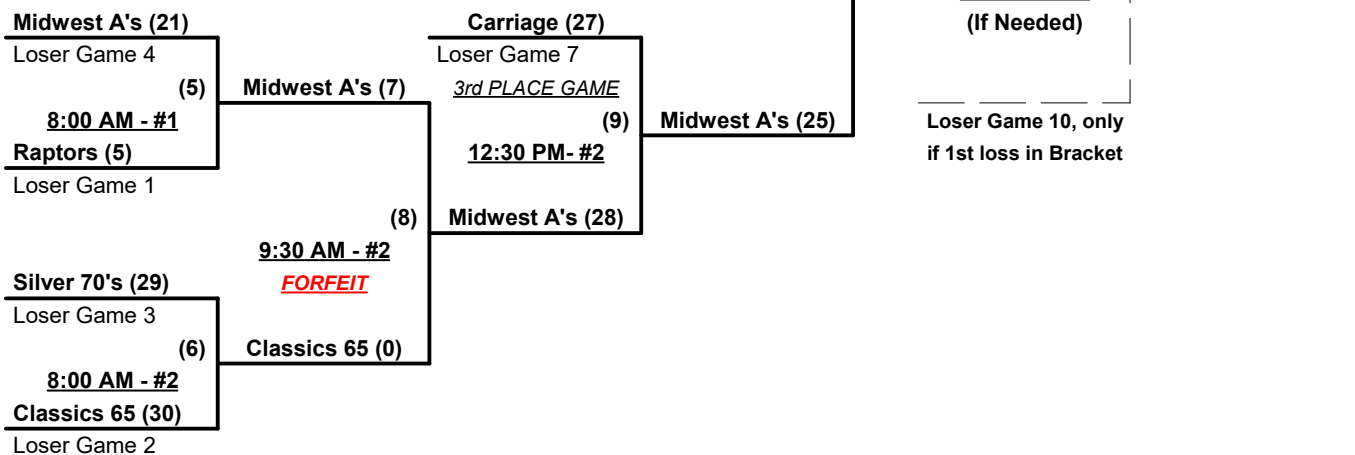 Midwest A's (21)
Carriage (27)
(If Needed)
Loser Game 4
Loser Game 7
(5)
Midwest A's (7)
3rd PLACE GAME
8:00 AM - #1
(9)
Midwest A's (25)
Loser Game 10, only
Raptors (5)
12:30 PM- #2
if 1st loss in Bracket
Loser Game 1
(8)
Midwest A's (28)
9:30 AM - #2
Silver 70's (29)
FORFEIT
Loser Game 3
(6)
Classics 65 (0)
8:00 AM - #2
Classics 65 (30)
Loser Game 2